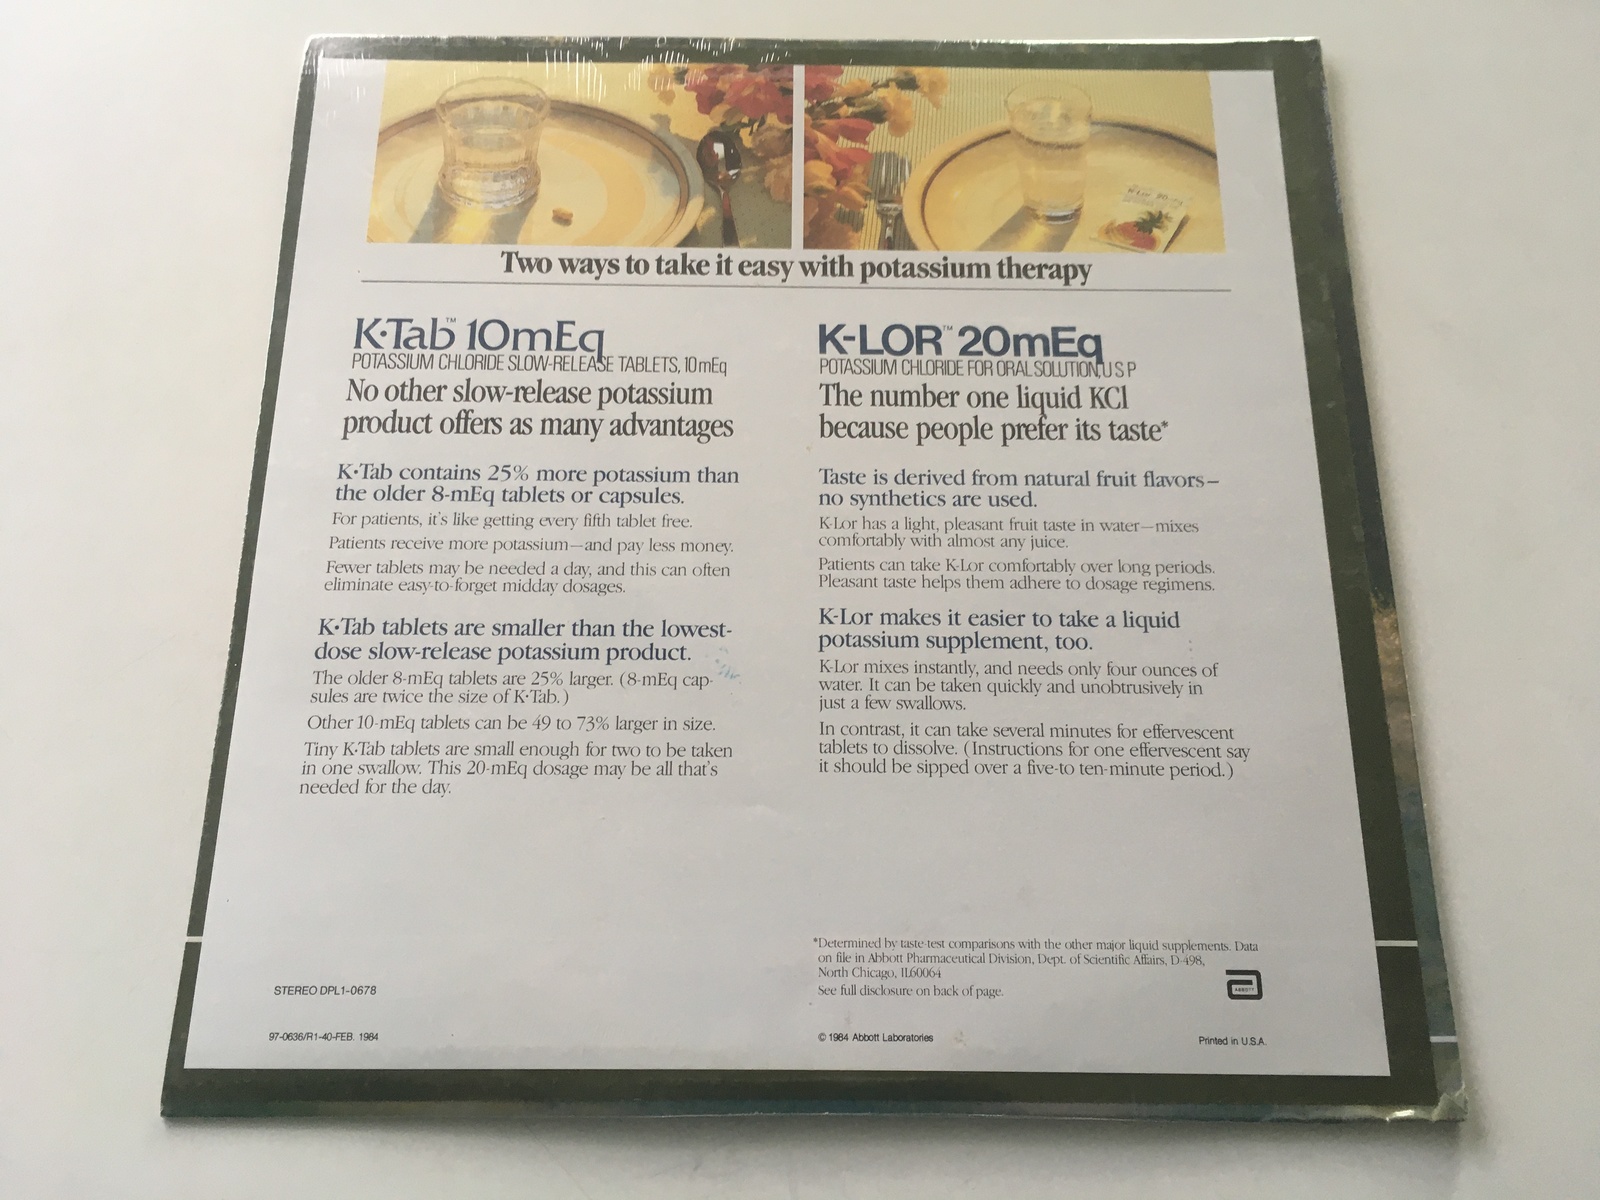 K-Lor 20mEq
Two ways to take it easy with potassium therapy
K•Tab™ 10mEq
POTASSIUM CHLORIDE SLOW-RELEASE TABLETS, 10 mEq
No other slow-release potassium
product offers as many advantages
K•Tab contains 25% more potassium than
the older 8-mEq tablets or capsules.
For patients, it's like getting every fifth tablet free.
Patients receive more potassium—and pay less money.
Fewer tablets may be needed a day, and this can often
eliminate easy-to-forget midday dosages.
K•Tab tablets are smaller than the lowest-
dose slow-release potassium product.
The older 8-mEq tablets are 25% larger. (8-mEq cap-
sules are twice the size of K•Tab.)
Other 10-mEq tablets can be 49 to 73% larger in size.
Tiny K•Tab tablets are small enough for two to be taken
in one swallow. This 20-mEq dosage may be all that's
needed for the day.
K-LOR™ 20mEq
POTASSIUM CHLORIDE FOR ORAL SOLUTION, U S P
The number one liquid KCl
because people prefer its taste*
Taste is derived from natural fruit flavors—
no synthetics are used.
K-Lor has a light, pleasant fruit taste in water—mixes
comfortably with almost any juice.
Patients can take K-Lor comfortably over long periods.
Pleasant taste helps them adhere to dosage regimens.
K-Lor makes it easier to take a liquid
potassium supplement, too.
K-Lor mixes instantly, and needs only four ounces of
water. It can be taken quickly and unobtrusively in
just a few swallows.
In contrast, it can take several minutes for effervescent
tablets to dissolve. (Instructions for one effervescent say
it should be sipped over a five-to ten-minute period.)
*Determined by taste-test comparisons with the other major liquid supplements. Data
on file in Abbott Pharmaceutical Division, Dept. of Scientific Affairs, D-498,
North Chicago, IL60064
See full disclosure on back of page.
ABBOTT
STEREO DPL1-0678
97-0636/R1-40-FEB. 1984
© 1984 Abbott Laboratories
Printed in U.S.A.